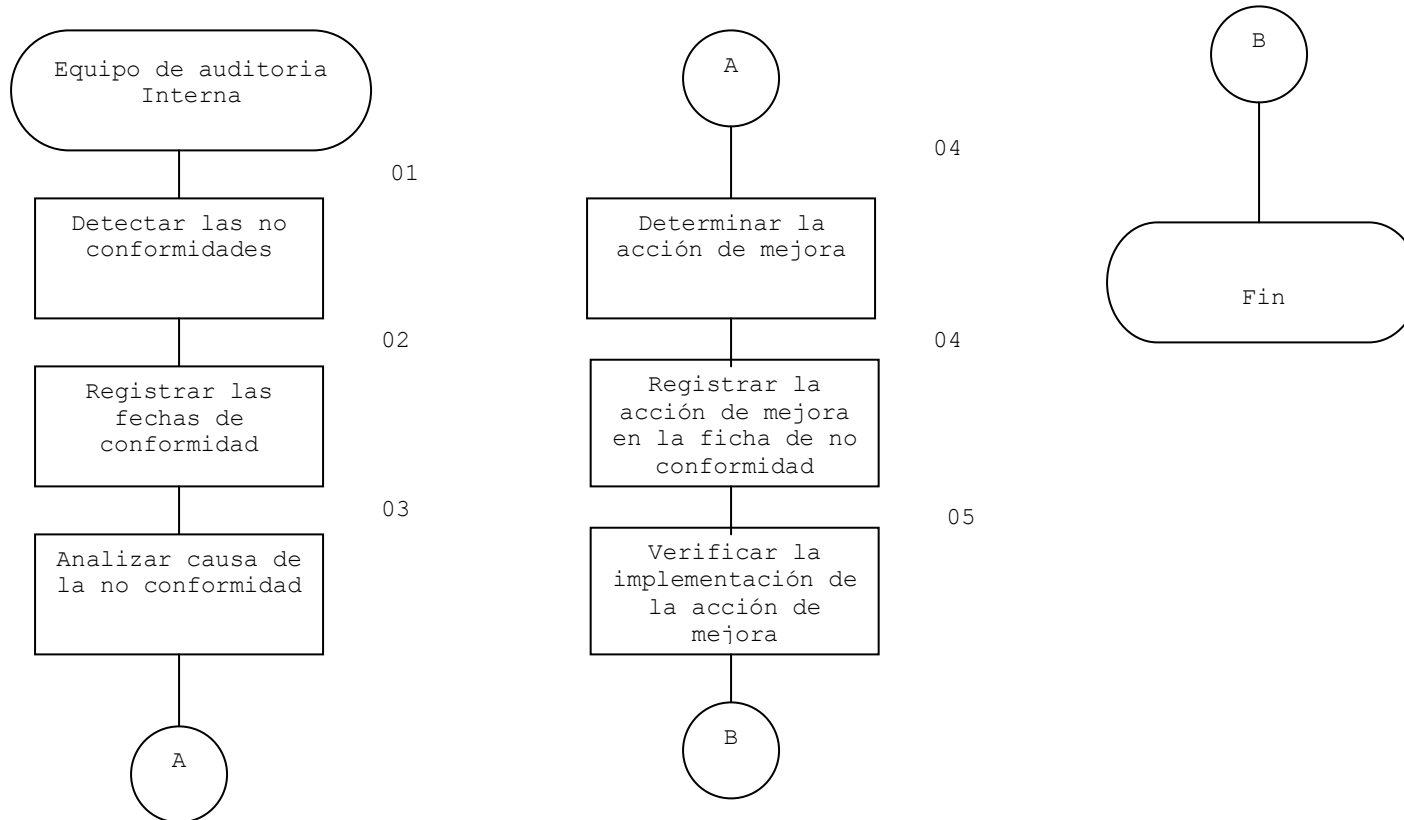 Equipo de auditoria
Interna
01
Detectar las no
conformidades
02
Registrar las
fechas de
conformidad
03
Analizar causa de
la no conformidad
A
A
04
Determinar la
acción de mejora
04
Registrar la
acción de mejora
en la ficha de no
conformidad
05
Verificar la
implementación de
la acción de
mejora
B
B
Fin